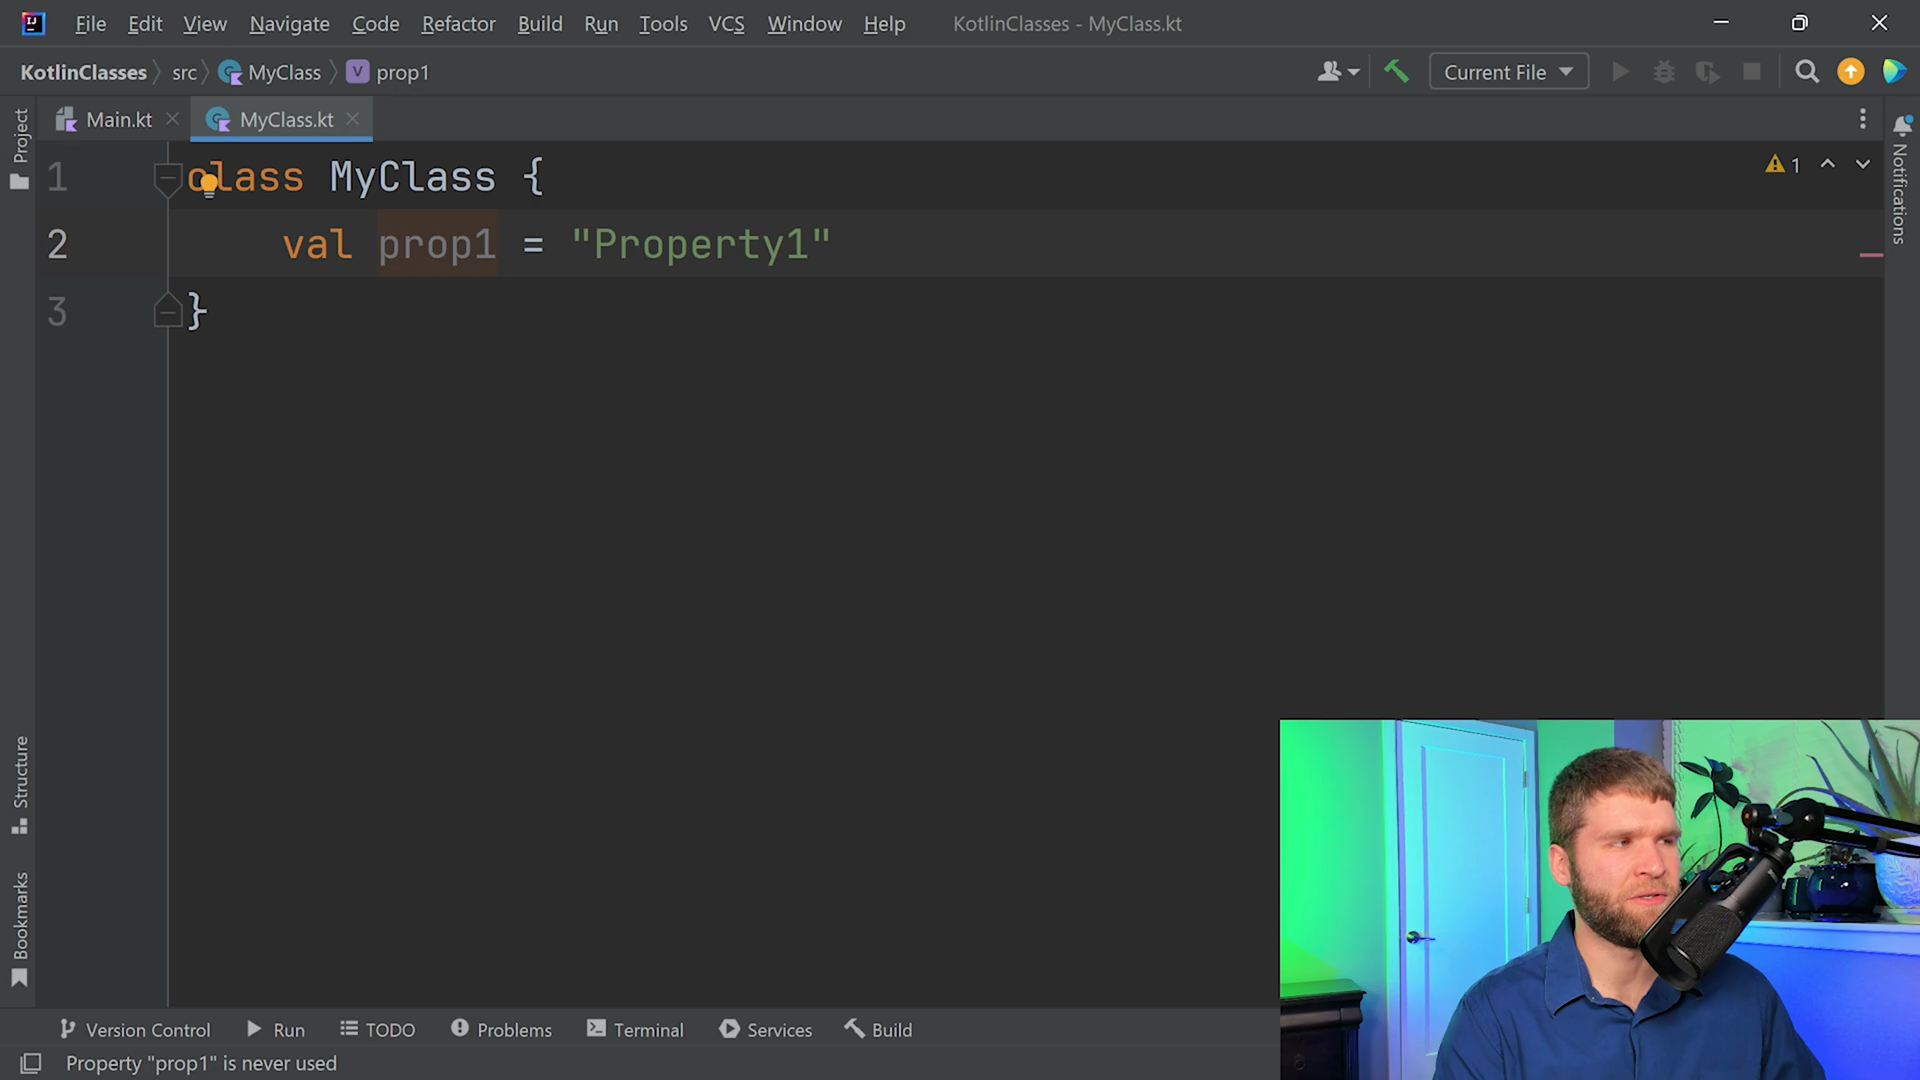 File Edit View Navigate Code Refactor Build Run Tools VCS Window Help KotlinClasses - MyClass.kt
KotlinClasses src MyClass V prop1 Current File
Main.kt MyClass.kt
Project
Notifications
1 class MyClass {
1
2 val prop1 = "Property1"
3 }
Structure
Bookmarks
Version Control Run TODO Problems Terminal Services Build
Property "prop1" is never used